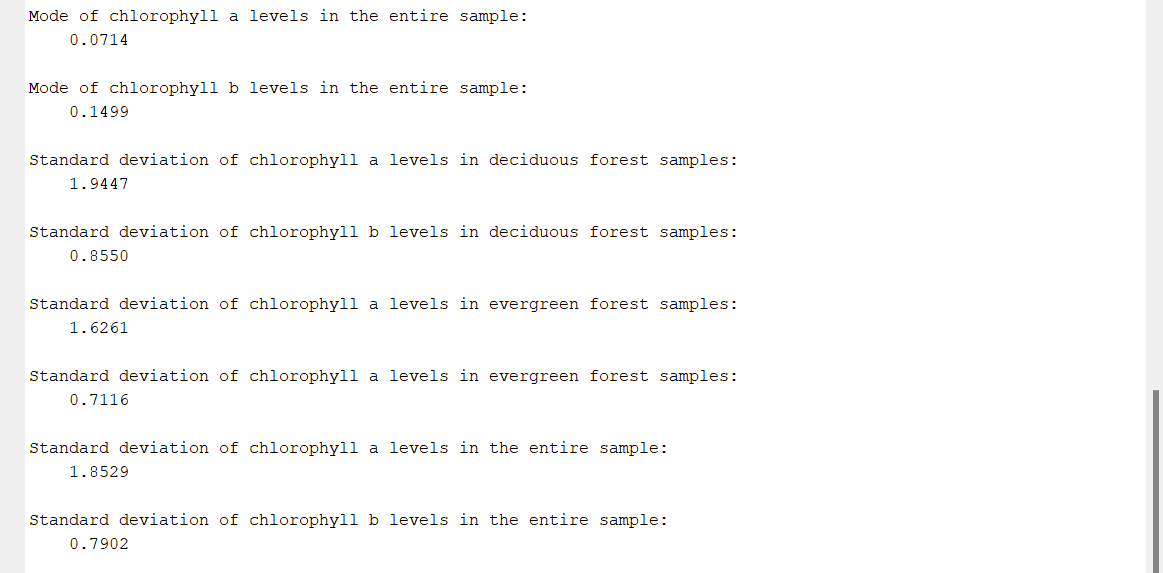 Mode of chlorophyll a levels in the entire sample:
0.0714
Mode of chlorophyll b levels in the entire sample:
0.1499
Standard deviation of chlorophyll a levels in deciduous forest samples:
1.9447
Standard deviation of chlorophyll b levels in deciduous forest samples:
0.8550
Standard deviation of chlorophyll a levels in evergreen forest samples:
1.6261
Standard deviation of chlorophyll a levels in evergreen forest samples:
0.7116
Standard deviation of chlorophyll a levels in the entire sample:
1.8529
Standard deviation of chlorophyll b levels in the entire sample:
0.7902